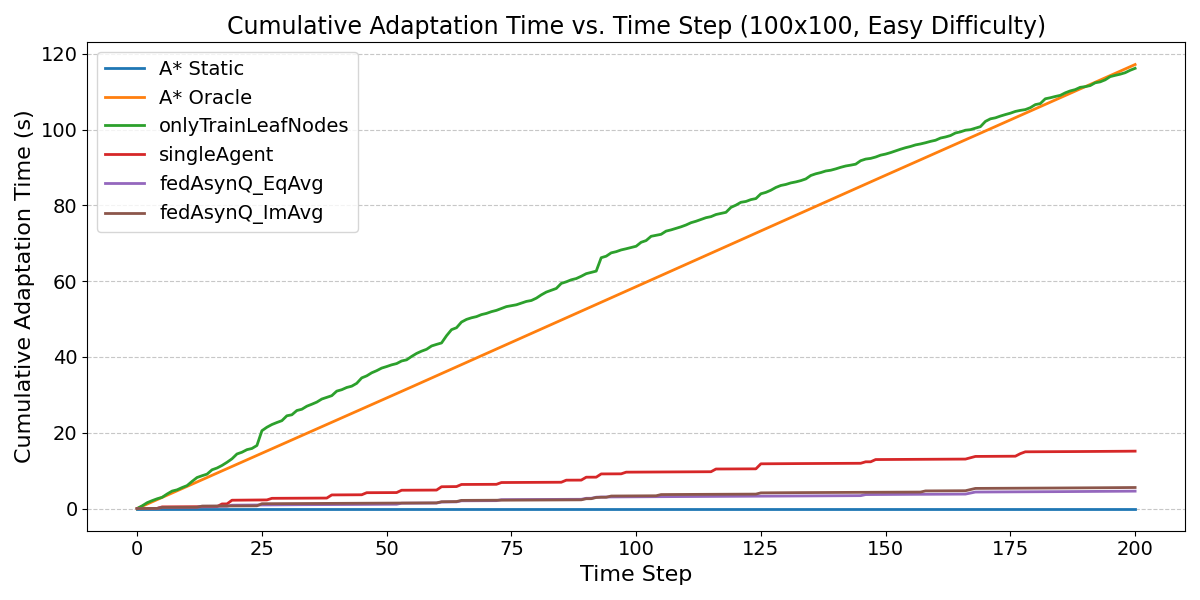 Cumulative Adaptation Time vs. Time Step (100x100, Easy Difficulty)
Cumulative Adaptation Time (s)
120
100
80
60
40
20
0
A* Static
A* Oracle
onlyTrainLeafNodes
singleAgent
fedAsynQ_EqAvg
fedAsynQ_ImAvg
0 25 50 75 100 125 150 175 200
Time Step